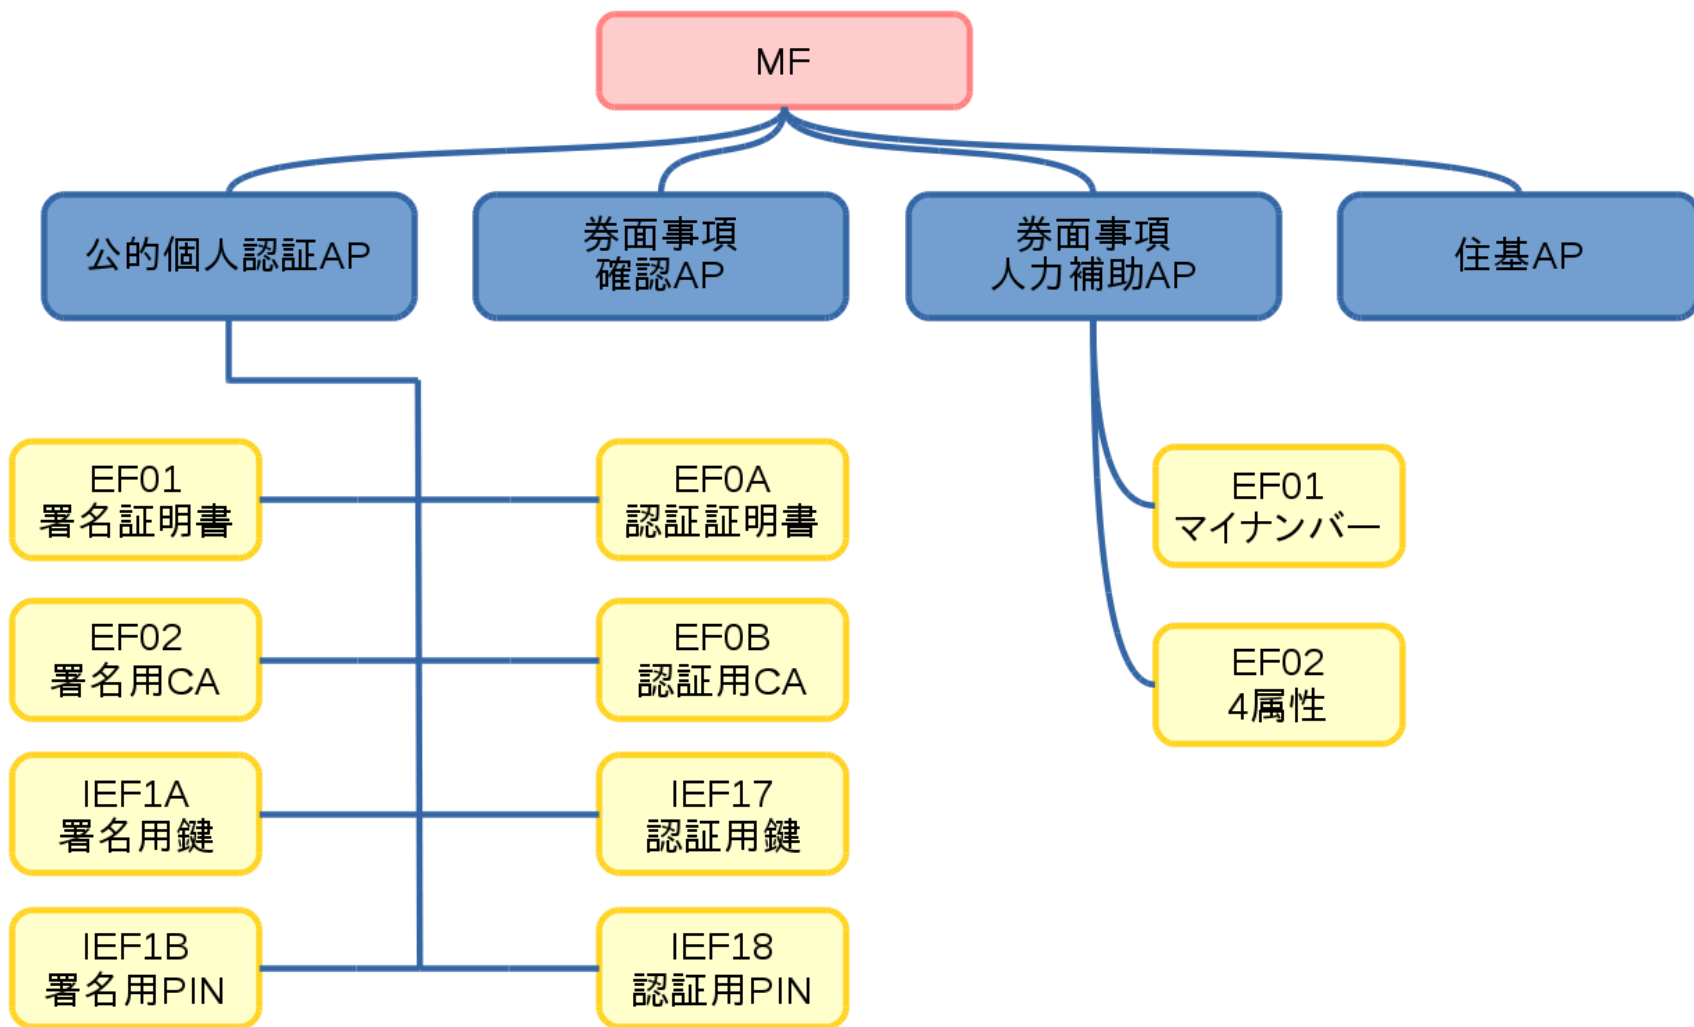 MF
公的個人認証AP
券面事項
確認AP
券面事項
人力補助AP
住基AP
EF01
署名証明書
EF0A
認証証明書
EF01
マイナンバー
EF02
署名用CA
EF0B
認証用CA
EF02
4属性
IEF1A
署名用鍵
IEF17
認証用鍵
IEF1B
署名用PIN
IEF18
認証用PIN